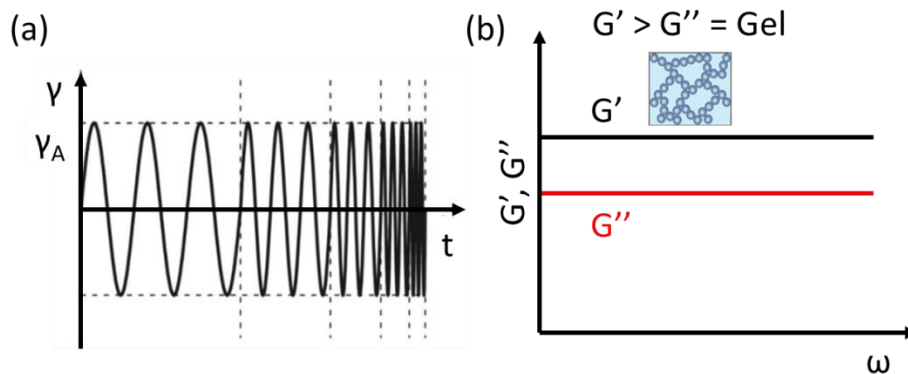 (a)
γ
γA
t
(b)
G’ > G’’ = Gel
G’
G’, G’’
G’’
ω